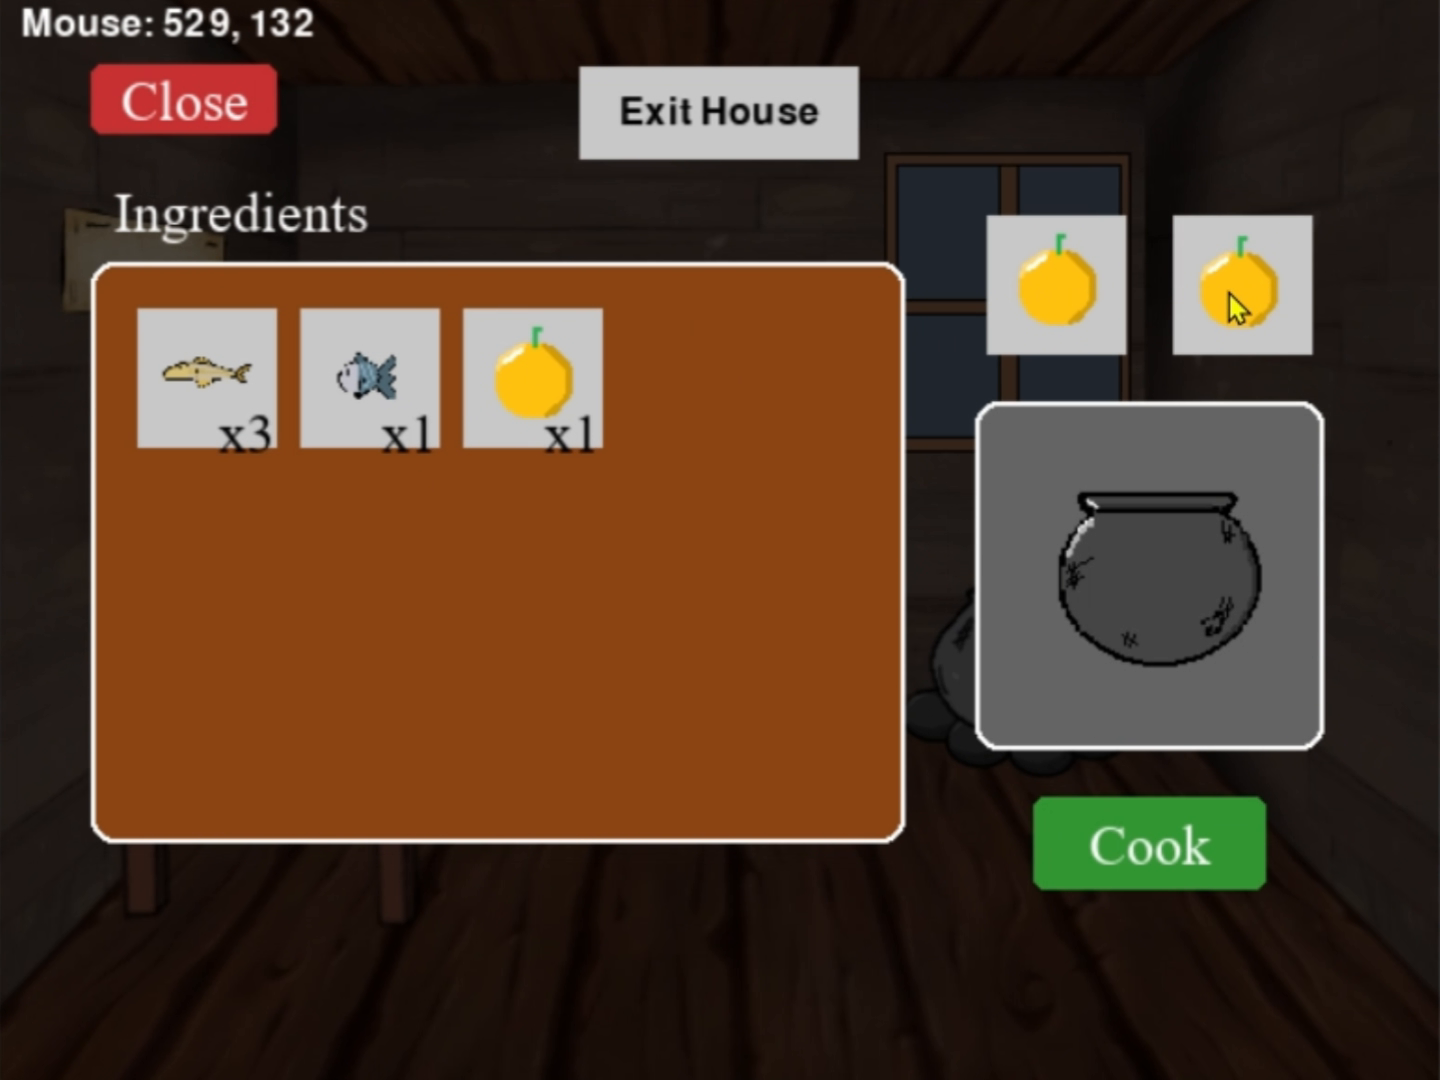 Mouse: 529, 132
Close
Exit House
Ingredients
x3
x1
x1
Cook